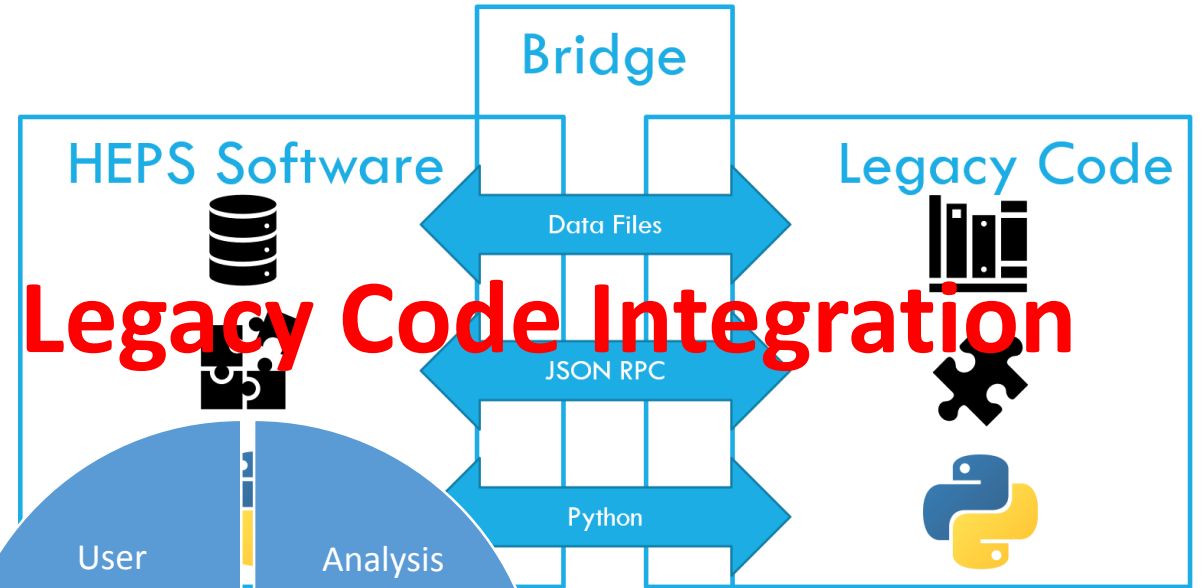 Bridge
HEPS Software
Legacy Code
Data Files
Legacy Code Integration
JSON RPC
Python
User
Analysis